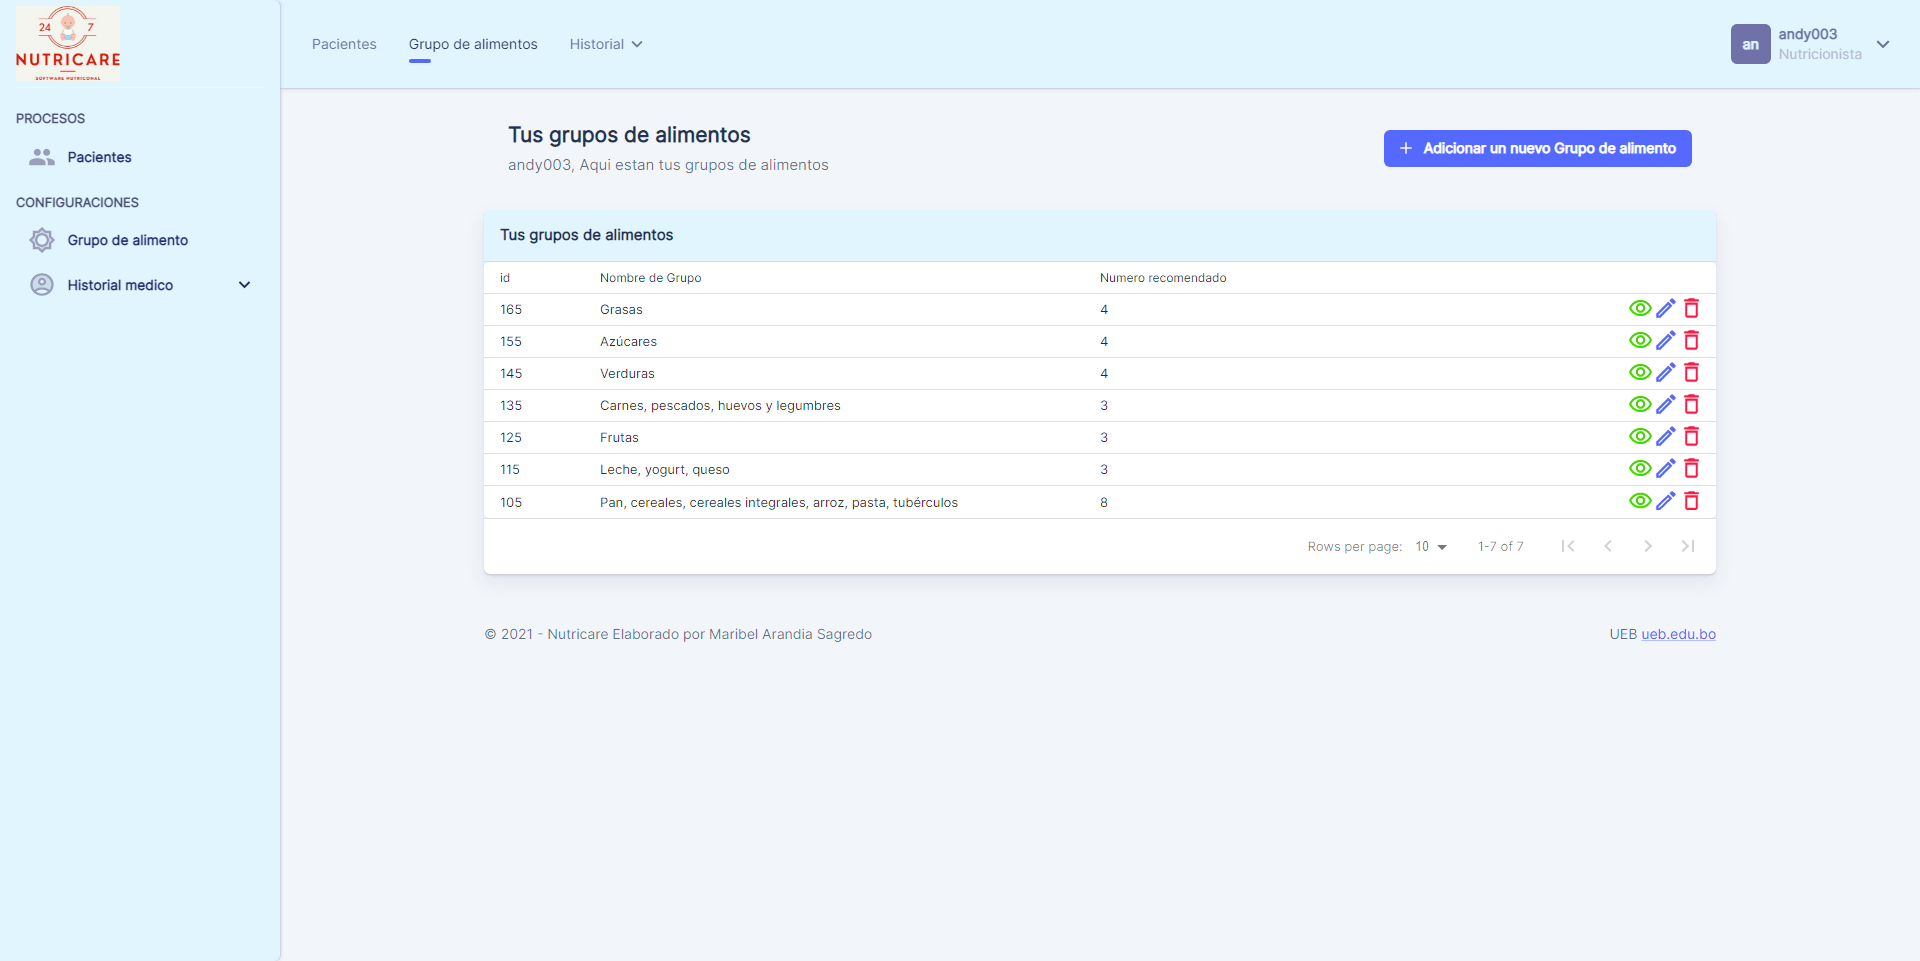 24 7
NUTRICARE
SOFTWARE NUTRICIONAL
Pacientes Grupo de alimentos Historial
an andy003
Nutricionista
PROCESOS
Pacientes
CONFIGURACIONES
Grupo de alimento
Historial medico
Tus grupos de alimentos
andy003, Aqui estan tus grupos de alimentos
+ Adicionar un nuevo Grupo de alimento
Tus grupos de alimentos
id Nombre de Grupo Numero recomendado
165 Grasas 4
155 Azúcares 4
145 Verduras 4
135 Carnes, pescados, huevos y legumbres 3
125 Frutas 3
115 Leche, yogurt, queso 3
105 Pan, cereales, cereales integrales, arroz, pasta, tubérculos 8
Rows per page: 10 1-7 of 7
© 2021 - Nutricare Elaborado por Maribel Arandia Sagredo
UEB ueb.edu.bo